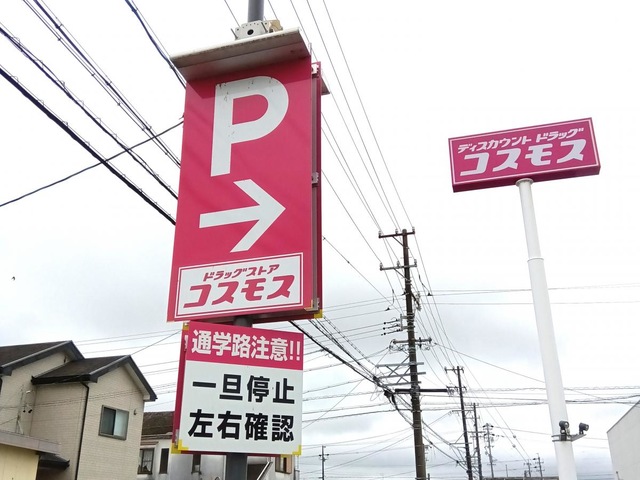 P
→
ドラッグストア
コスモス
通学路注意!!
一旦停止
左右確認
ディスカウント ドラッグ
コスモス